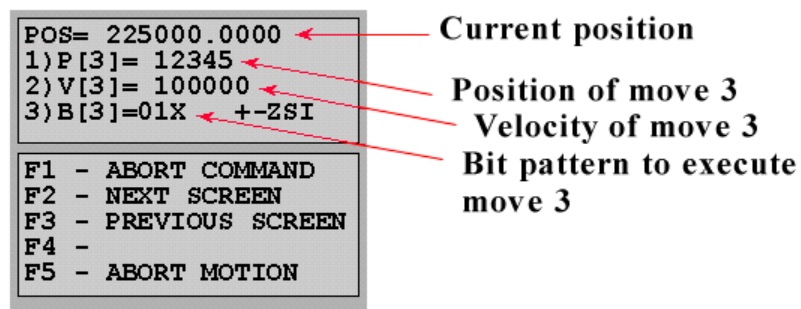 POS= 225000.0000
1)P[3]= 12345
2)V[3]= 100000
3)B[3]=01X +-ZSI
F1 - ABORT COMMAND
F2 - NEXT SCREEN
F3 - PREVIOUS SCREEN
F4 -
F5 - ABORT MOTION
Current position
Position of move 3
Velocity of move 3
Bit pattern to execute
move 3